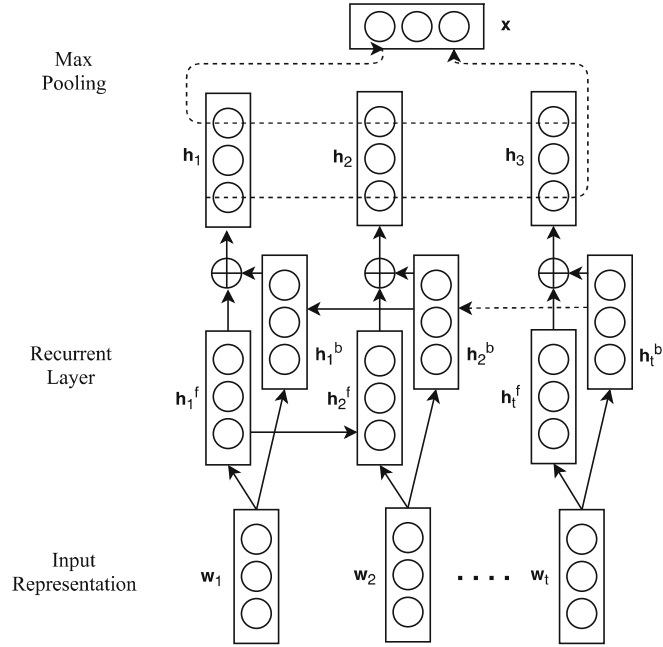 x
Max
Pooling
h₁ h₂ h₃
Recurrent
Layer
h₁ᵇ h₂ᵇ hₜᵇ
h₁ᶠ h₂ᶠ hₜᶠ
Input
Representation
w₁ w₂ . . . . wₜ